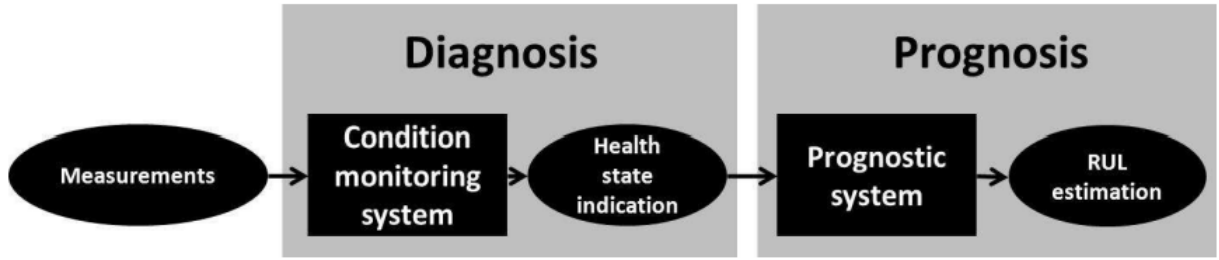 Diagnosis
Prognosis
Measurements
Condition
monitoring
system
Health
state
indication
Prognostic
system
RUL
estimation